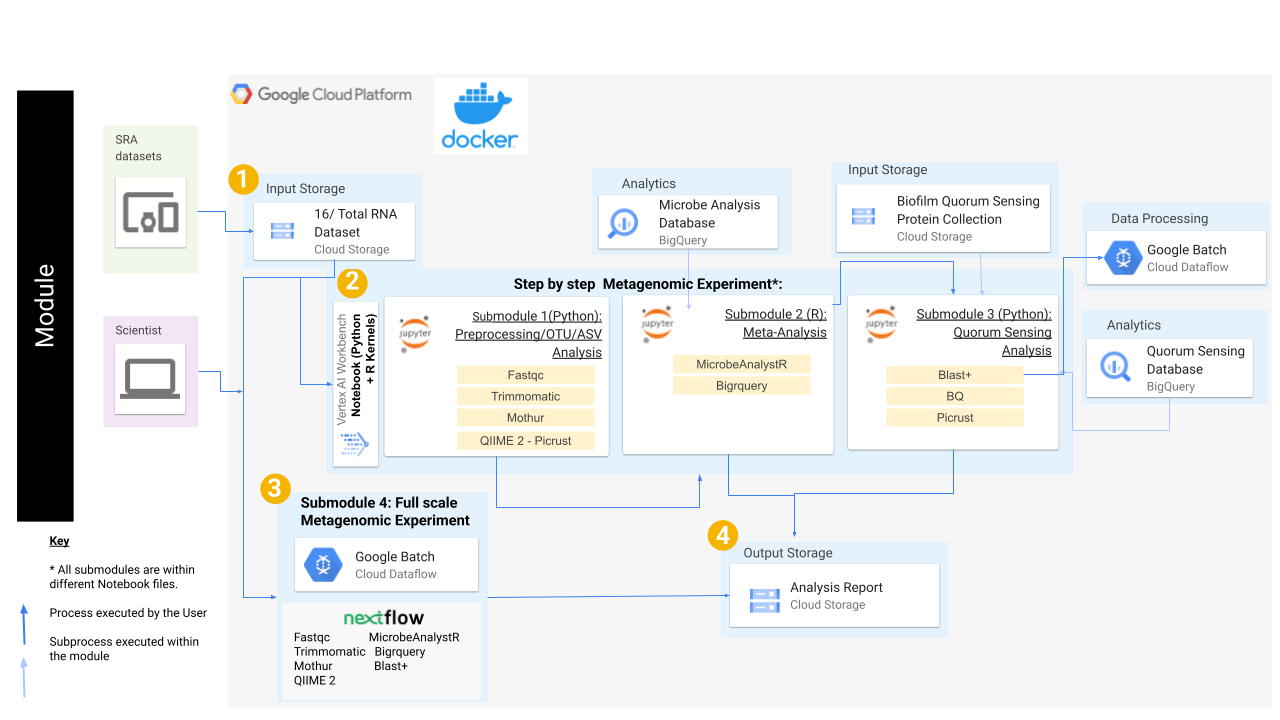 Module
Google Cloud Platform
docker
SRA
datasets
1
Input Storage
16/ Total RNA
Dataset
Cloud Storage
Analytics
Microbe Analysis
Database
BigQuery
Input Storage
Biofilm Quorum Sensing
Protein Collection
Cloud Storage
Data Processing
Google Batch
Cloud Dataflow
Scientist
2
Step by step Metagenomic Experiment*:
Vertex AI Workbench
Notebook (Python
+ R Kernels)
jupyter
Submodule 1(Python):
Preprocessing/OTU/ASV
Analysis
Fastqc
Trimmomatic
Mothur
QIIME 2 - Picrust
jupyter
Submodule 2 (R):
Meta-Analysis
MicrobeAnalystR
Bigrquery
jupyter
Submodule 3 (Python):
Quorum Sensing
Analysis
Blast+
BQ
Picrust
Analytics
Quorum Sensing
Database
BigQuery
3
Submodule 4: Full scale
Metagenomic Experiment
Google Batch
Cloud Dataflow
nextflow
Fastqc MicrobeAnalystR
Trimmomatic Bigrquery
Mothur Blast+
QIIME 2
4
Output Storage
Analysis Report
Cloud Storage
Key
* All submodules are within
different Notebook files.
Process executed by the User
Subprocess executed within
the module